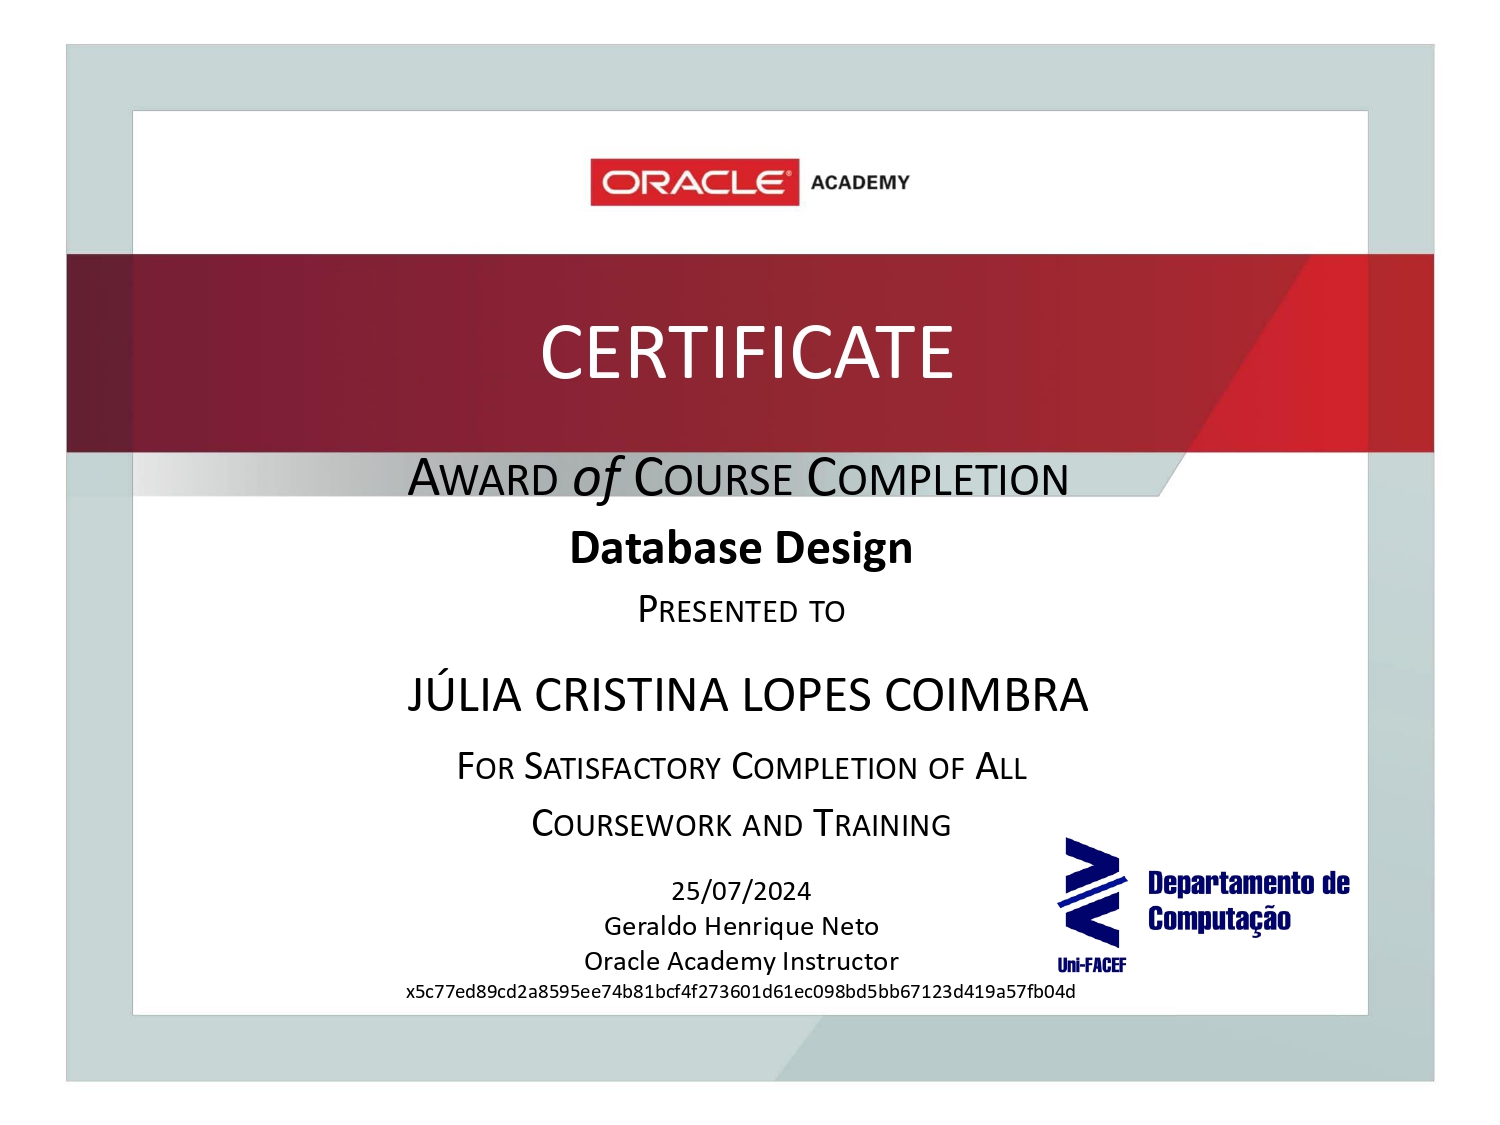 ORACLE® ACADEMY
CERTIFICATE
AWARD of COURSE COMPLETION
Database Design
PRESENTED TO
JÚLIA CRISTINA LOPES COIMBRA
FOR SATISFACTORY COMPLETION OF ALL
COURSEWORK AND TRAINING
25/07/2024
Geraldo Henrique Neto
Oracle Academy Instructor
x5c77ed89cd2a8595ee74b81bcf4f273601d61ec098bd5bb67123d419a57fb04d
Departamento de
Computação
Uni-FACEF